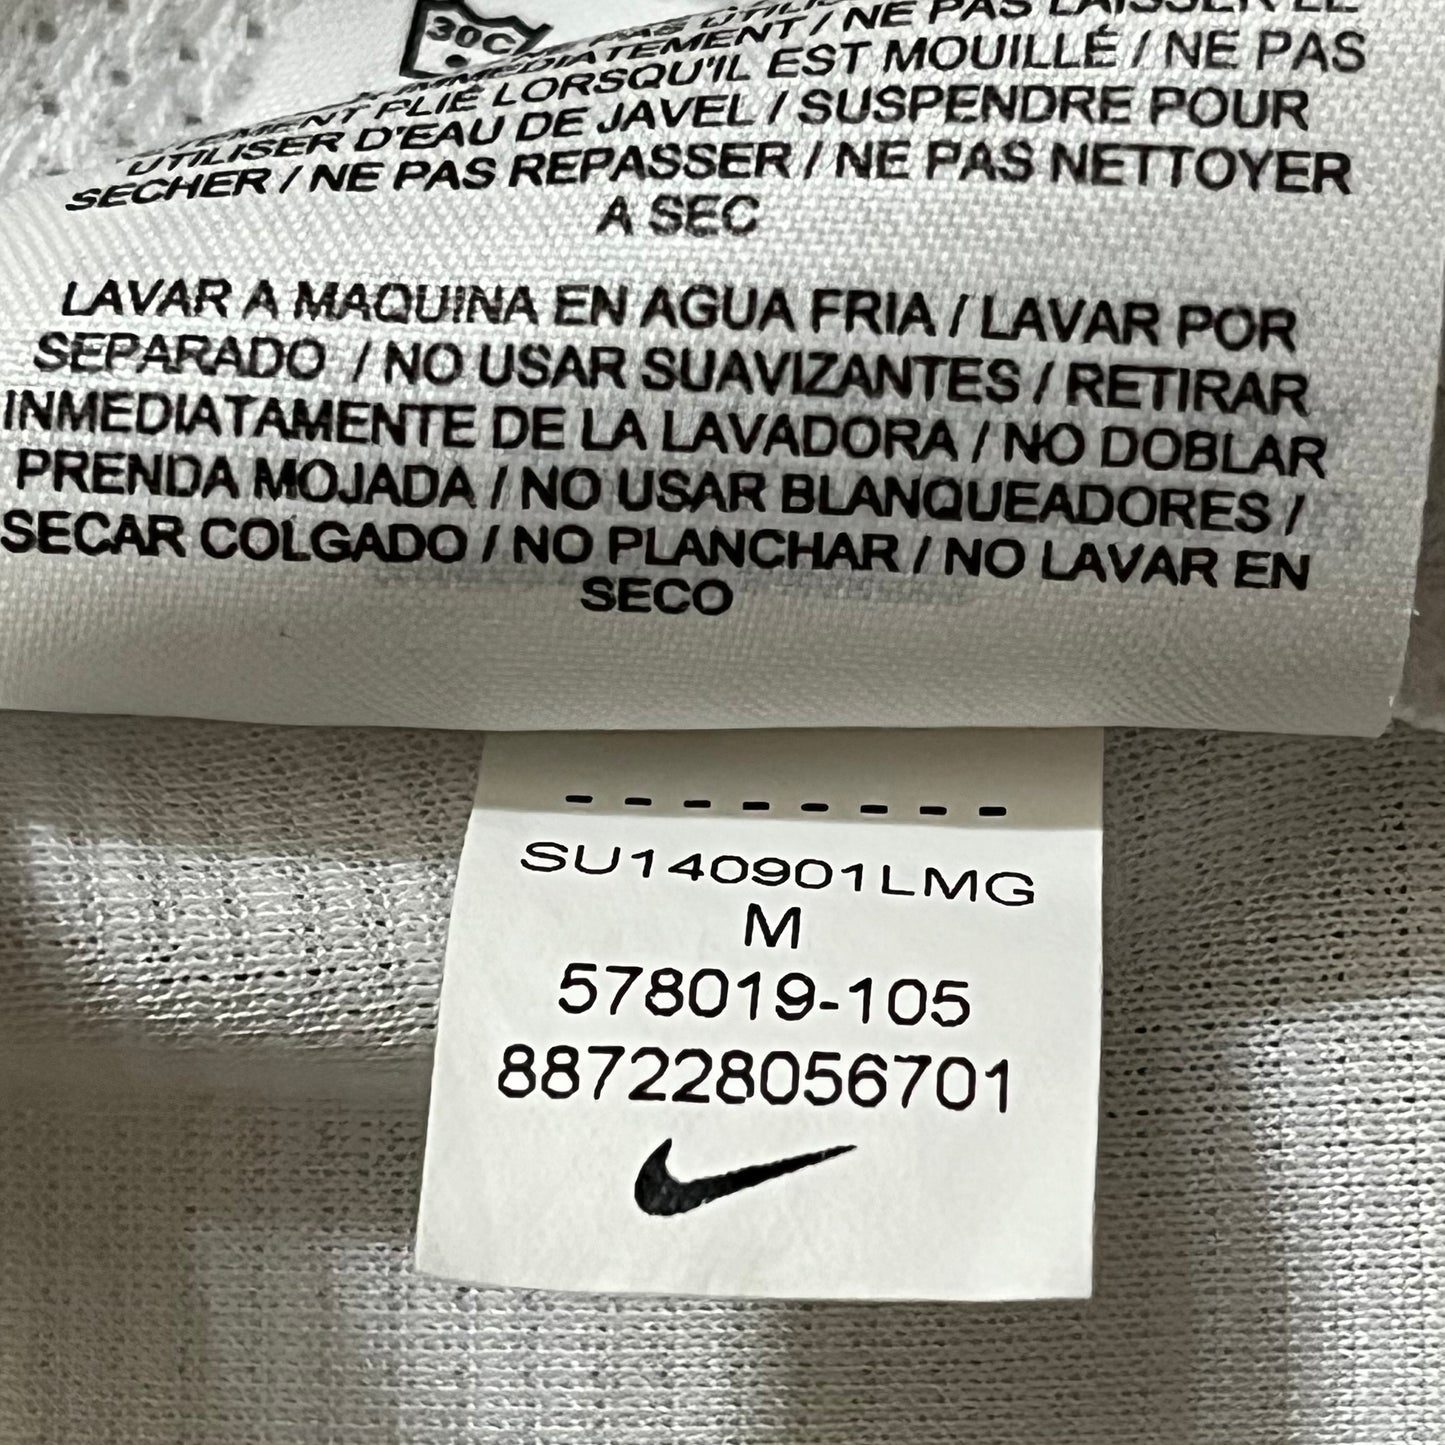 30C
IMMÉDIATEMENT / NE PAS LAISSER LE
VÊTEMENT PLIÉ LORSQU'IL EST MOUILLÉ / NE PAS
UTILISER D'EAU DE JAVEL / SUSPENDRE POUR
SECHER / NE PAS REPASSER / NE PAS NETTOYER
A SEC
LAVAR A MAQUINA EN AGUA FRIA / LAVAR POR
SEPARADO / NO USAR SUAVIZANTES / RETIRAR
INMEDIATAMENTE DE LA LAVADORA / NO DOBLAR
PRENDA MOJADA / NO USAR BLANQUEADORES /
SECAR COLGADO / NO PLANCHAR / NO LAVAR EN
SECO
- - - - - - - -
SU140901LMG
M
578019-105
887228056701